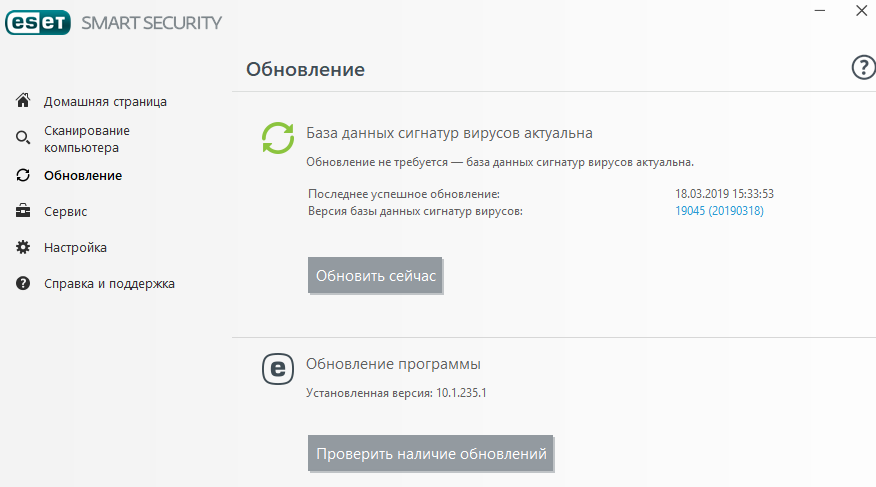 eset SMART SECURITY
Обновление
Домашняя страница
Сканирование
компьютера
Обновление
Сервис
Настройка
Справка и поддержка
База данных сигнатур вирусов актуальна
Обновление не требуется — база данных сигнатур вирусов актуальна.
Последнее успешное обновление: 18.03.2019 15:33:53
Версия базы данных сигнатур вирусов: 19045 (20190318)
Обновить сейчас
Обновление программы
Установленная версия: 10.1.235.1
Проверить наличие обновлений